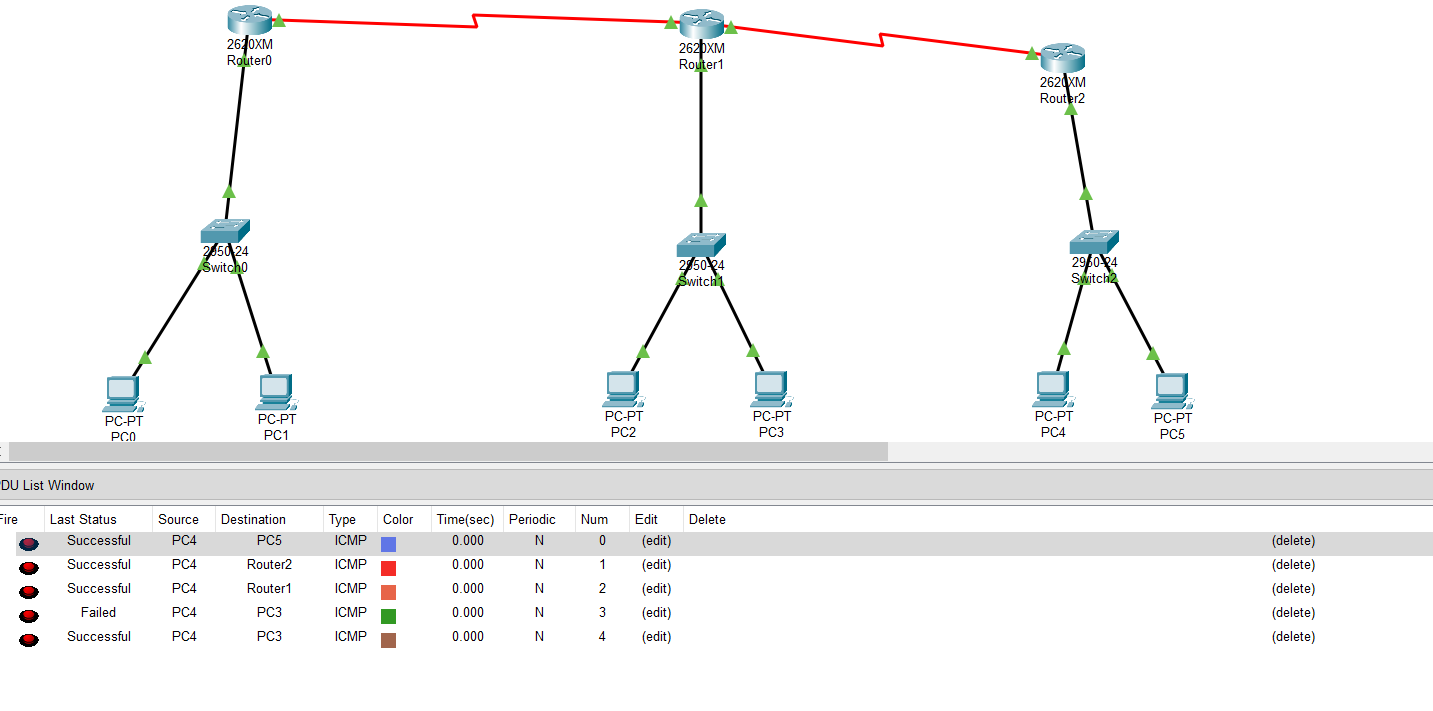 2620XM
Router0
2620XM
Router1
2620XM
Router2
2950-24
Switch0
2950-24
Switch1
2950-24
Switch2
PC-PT
PC0
PC-PT
PC1
PC-PT
PC2
PC-PT
PC3
PC-PT
PC4
PC-PT
PC5
PDU List Window
Fire Last Status Source Destination Type Color Time(sec) Periodic Num Edit Delete
Successful PC4 PC5 ICMP 0.000 N 0 (edit) (delete)
Successful PC4 Router2 ICMP 0.000 N 1 (edit) (delete)
Successful PC4 Router1 ICMP 0.000 N 2 (edit) (delete)
Failed PC4 PC3 ICMP 0.000 N 3 (edit) (delete)
Successful PC4 PC3 ICMP 0.000 N 4 (edit) (delete)